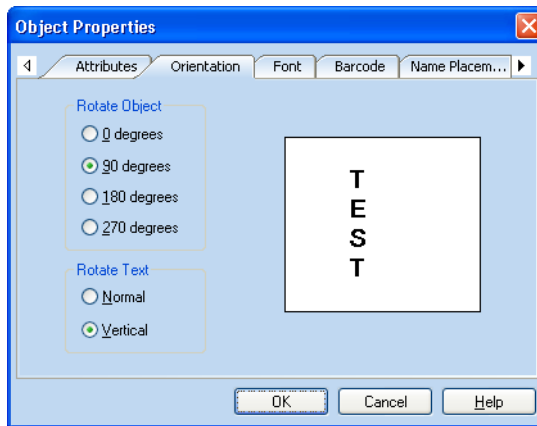 Object Properties
Attributes Orientation Font Barcode Name Placem...
Rotate Object
0 degrees
90 degrees
180 degrees
270 degrees
Rotate Text
Normal
Vertical
T
E
S
T
OK Cancel Help